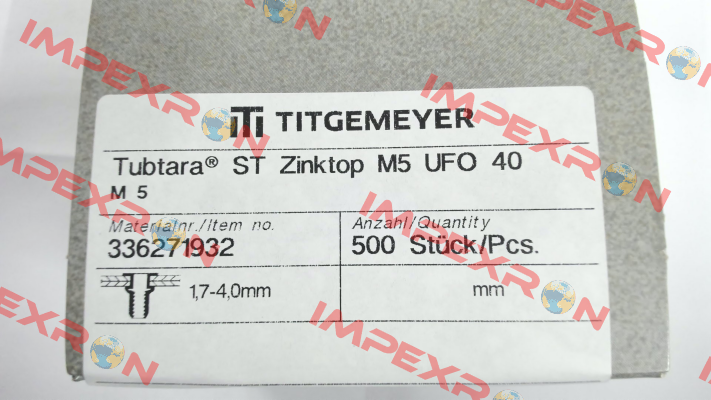 TITGEMEYER
Tubtara® ST Zinktop M5 UFO 40
M 5
Materialnr./Item no.
336271932
Anzahl/Quantity
500 Stück/Pcs.
1,7-4,0mm
mm
IMPEXRON
IMPEXRON
IMPEXRON
IMPEXRON
IMPEXRON
IMPEXRON